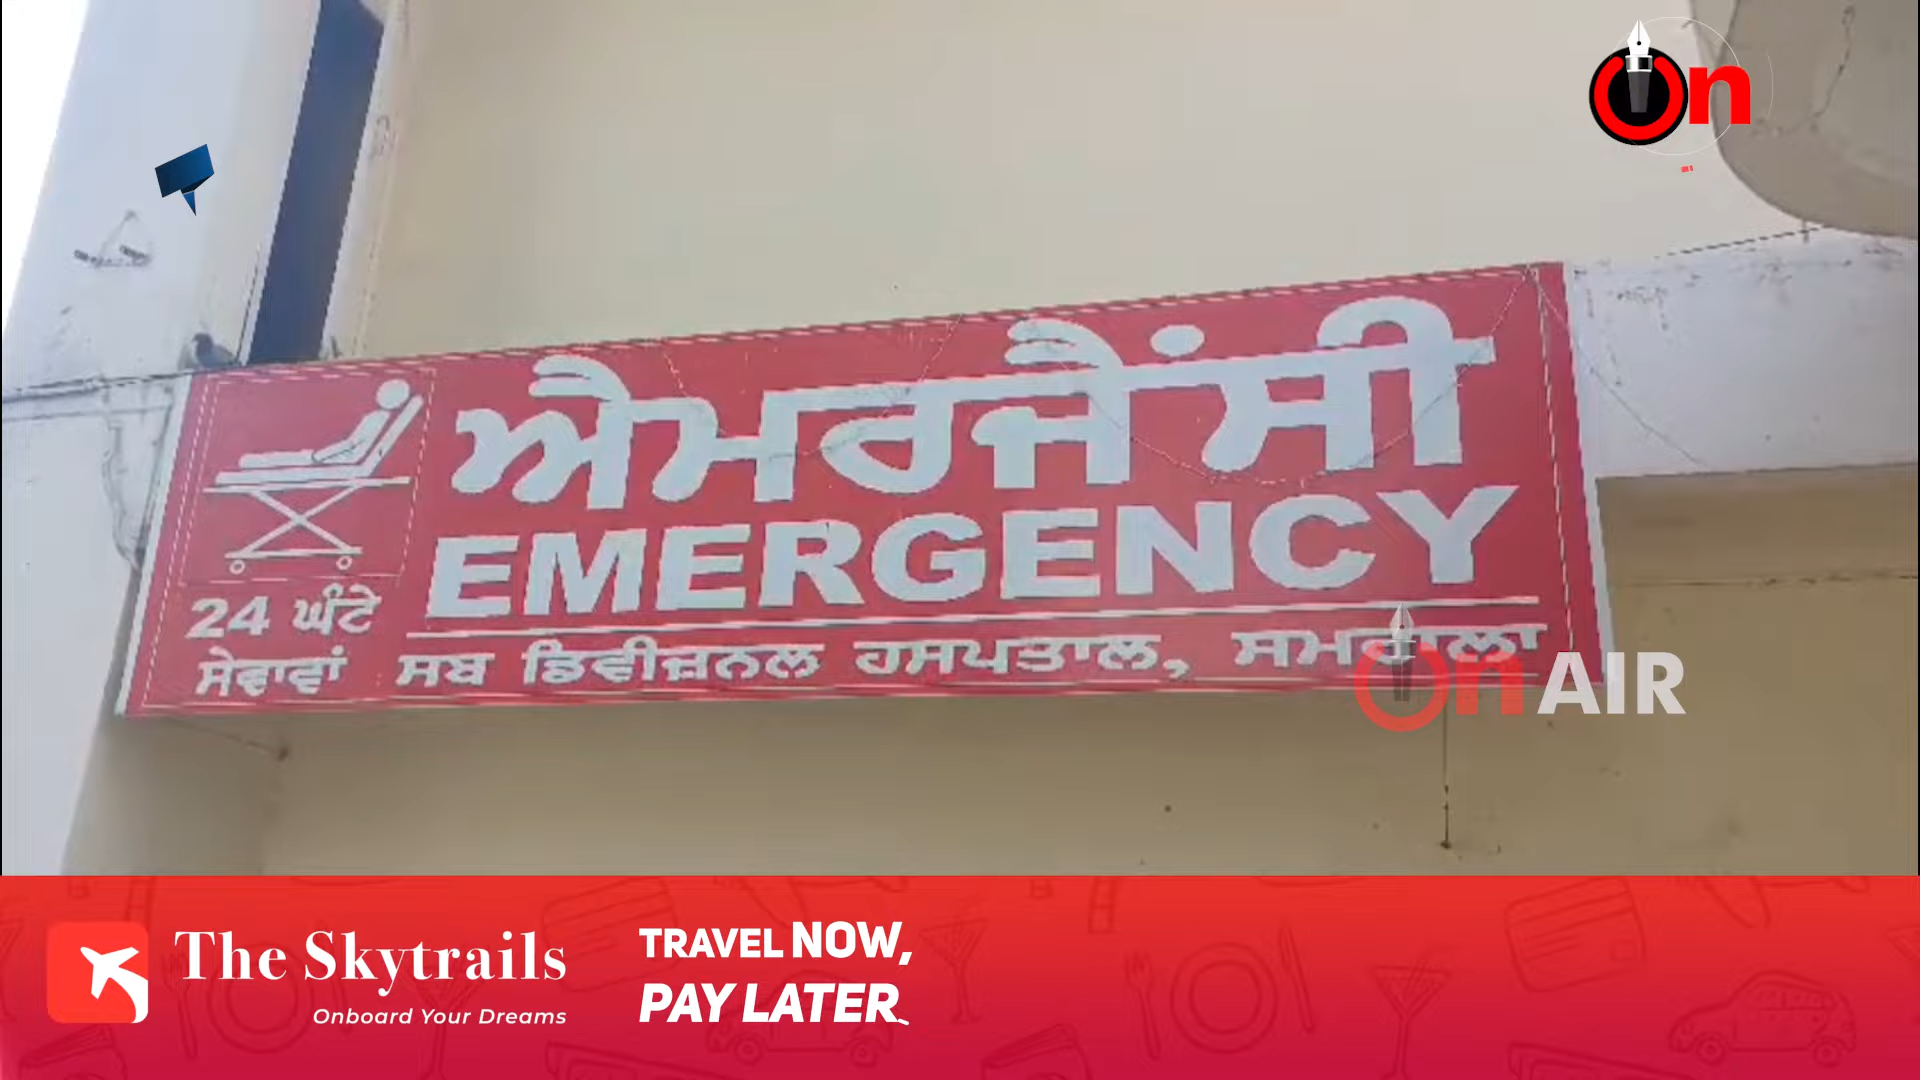 On
ਐਮਰਜੈਂਸੀ
EMERGENCY
24 ਘੰਟੇ
ਸੇਵਾਵਾਂ
ਸਬ ਡਿਵੀਜ਼ਨਲ ਹਸਪਤਾਲ, ਸਮਰਾਲਾ
On AIR
The Skytrails
Onboard Your Dreams
TRAVEL NOW,
PAY LATER